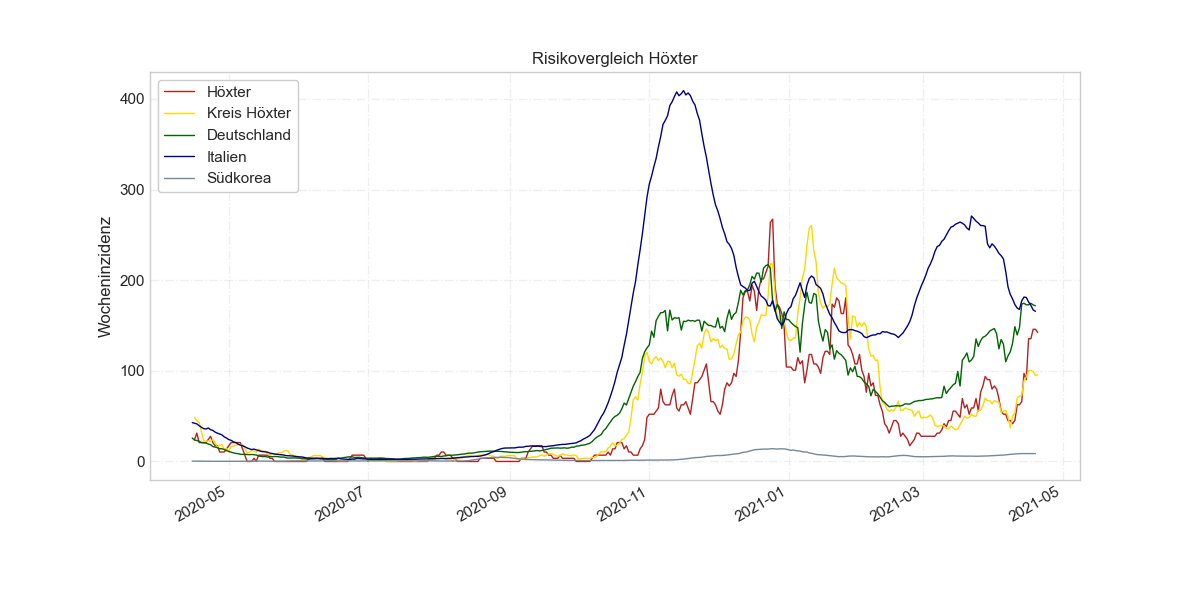 Risikovergleich Höxter
Höxter
Kreis Höxter
Deutschland
Italien
Südkorea
Wocheninzidenz
400
300
200
100
0
2020-05
2020-07
2020-09
2020-11
2021-01
2021-03
2021-05